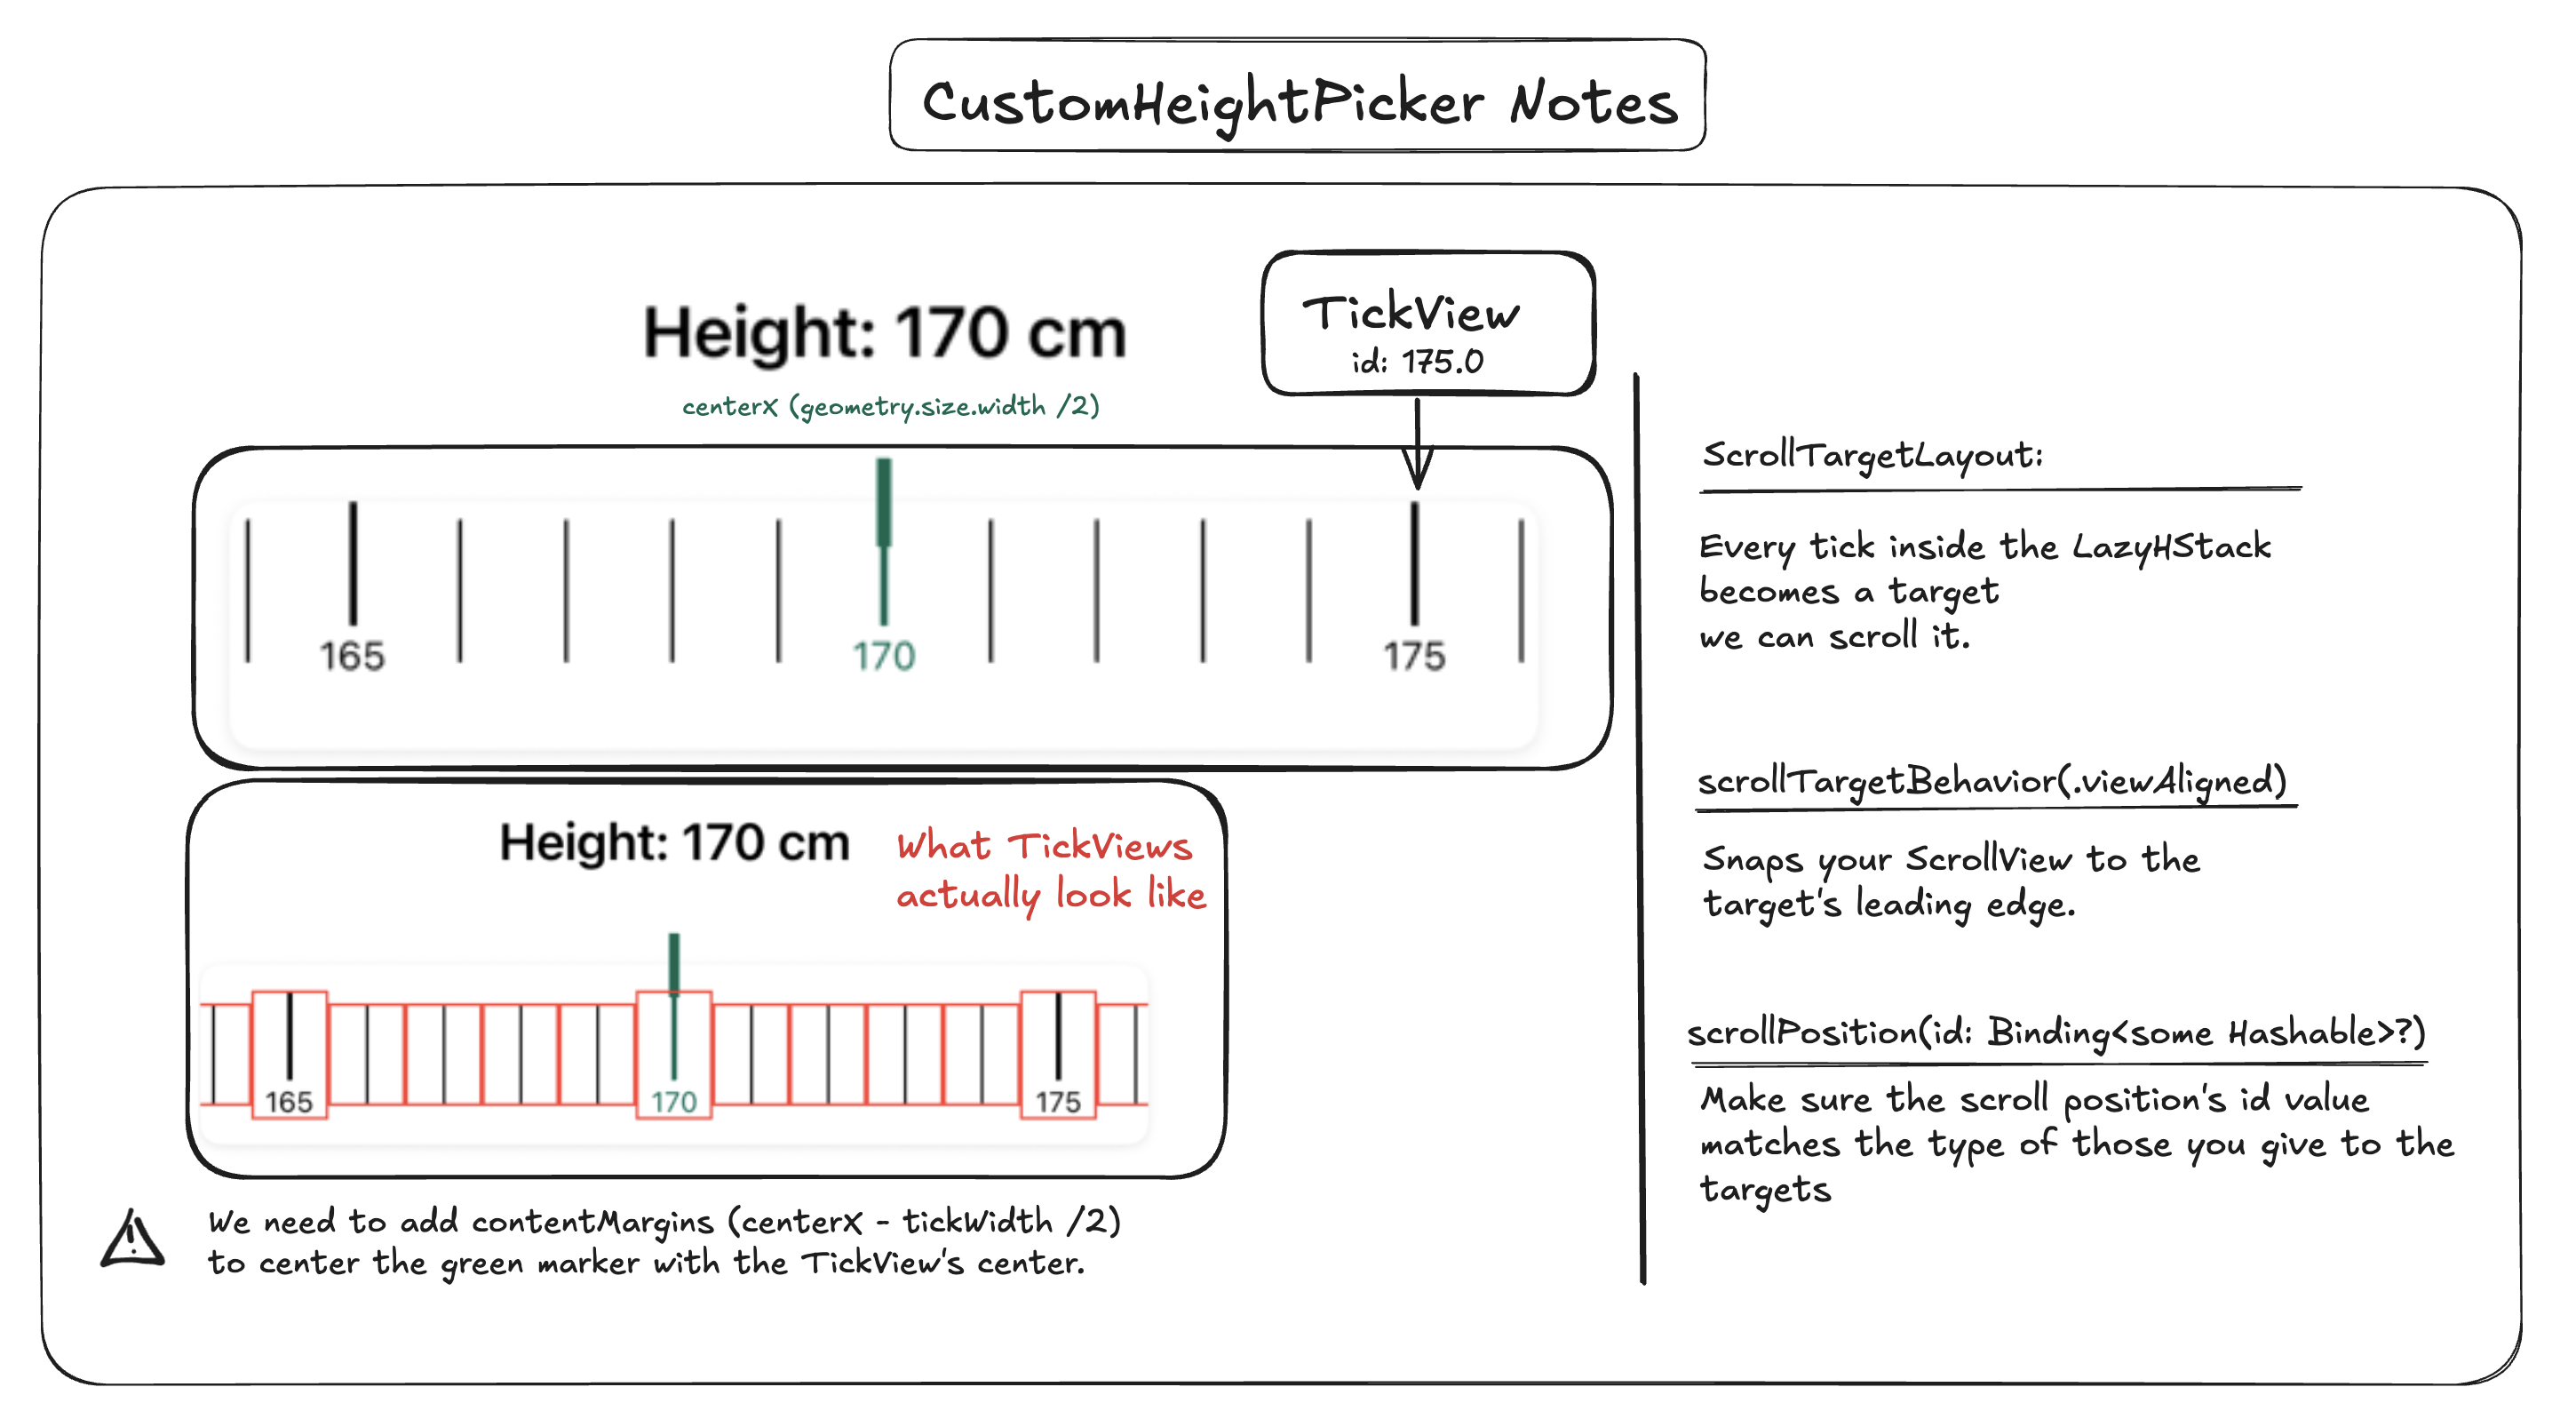 CustomHeightPicker Notes
Height: 170 cm
centerX (geometry.size.width /2)
TickView
id: 175.0
165
170
175
Height: 170 cm
What TickViews
actually look like
165
170
175
We need to add contentMargins (centerX - tickWidth /2)
to center the green marker with the TickView's center.
ScrollTargetLayout:
Every tick inside the LazyHStack
becomes a target
we can scroll it.
scrollTargetBehavior(.viewAligned)
Snaps your ScrollView to the
target's leading edge.
scrollPosition(id: Binding<some Hashable>?)
Make sure the scroll position's id value
matches the type of those you give to the
targets